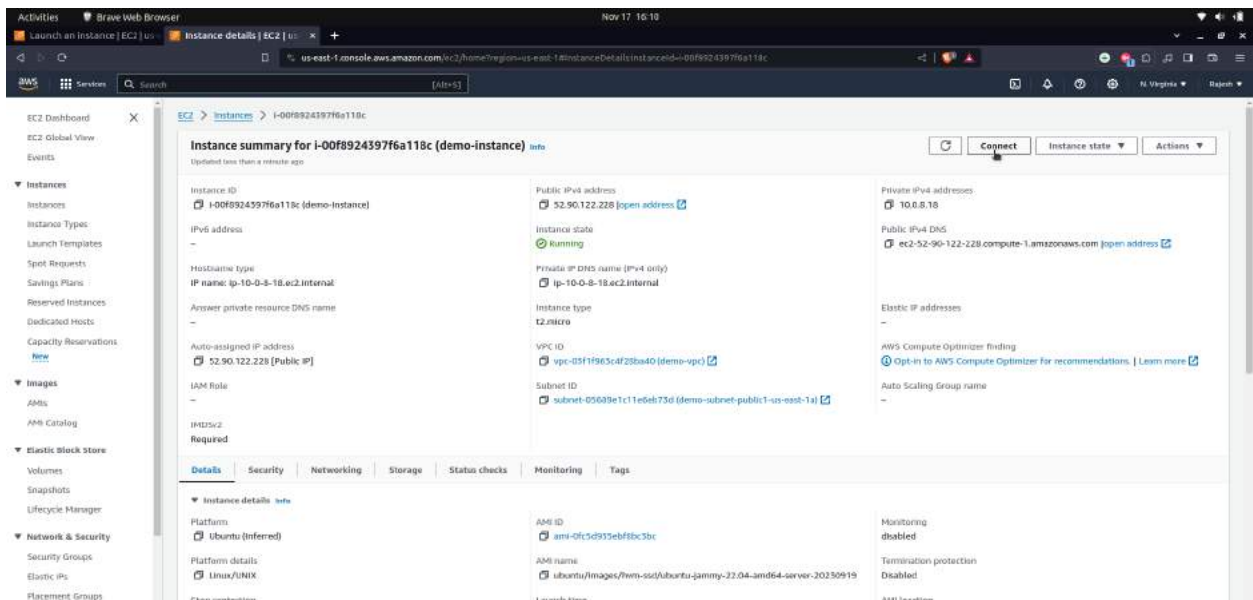 Activities Brave Web Browser Nov 17 16:10
Launch an instance | EC2 | us Instance details | EC2 | us × +
us-east-1.console.aws.amazon.com/ec2/home?region=us-east-1#InstanceDetails:instanceId=i-00f8924397f6a118c
aws Services Search [Alt+S] N. Virginia Rajesh
EC2 Dashboard
EC2 Global View
Events
Instances
Instances
Instance Types
Launch Templates
Spot Requests
Savings Plans
Reserved Instances
Dedicated Hosts
Capacity Reservations
New
Images
AMIs
AMI Catalog
Elastic Block Store
Volumes
Snapshots
Lifecycle Manager
Network & Security
Security Groups
Elastic IPs
Placement Groups
EC2 > Instances > i-00f8924397f6a118c
Instance summary for i-00f8924397f6a118c (demo-instance) Info
Updated less than a minute ago
Connect Instance state Actions
Instance ID
i-00f8924397f6a118c (demo-instance)
Public IPv4 address
52.90.122.228 |open address
Private IPv4 addresses
10.0.8.18
IPv6 address
–
Instance state
Running
Public IPv4 DNS
ec2-52-90-122-228.compute-1.amazonaws.com |open address
Hostname type
IP name: ip-10-0-8-18.ec2.internal
Private IP DNS name (IPv4 only)
ip-10-0-8-18.ec2.internal
Answer private resource DNS name
–
Instance type
t2.micro
Elastic IP addresses
–
Auto-assigned IP address
52.90.122.228 [Public IP]
VPC ID
(demo-vpc)
AWS Compute Optimizer finding
Opt-in to AWS Compute Optimizer for recommendations. | Learn more
IAM Role
–
Subnet ID
(demo-subnet-public1-us-east-1a)
Auto Scaling Group name
–
IMDSv2
Required
Details Security Networking Storage Status checks Monitoring Tags
Instance details Info
Platform
Ubuntu (Inferred)
AMI ID
Monitoring
disabled
Platform details
Linux/UNIX
AMI name
ubuntu/images/hvm-ssd/ubuntu-jammy-22.04-amd64-server-20230919
Termination protection
Disabled
Stop protection
Launch time
AMI location